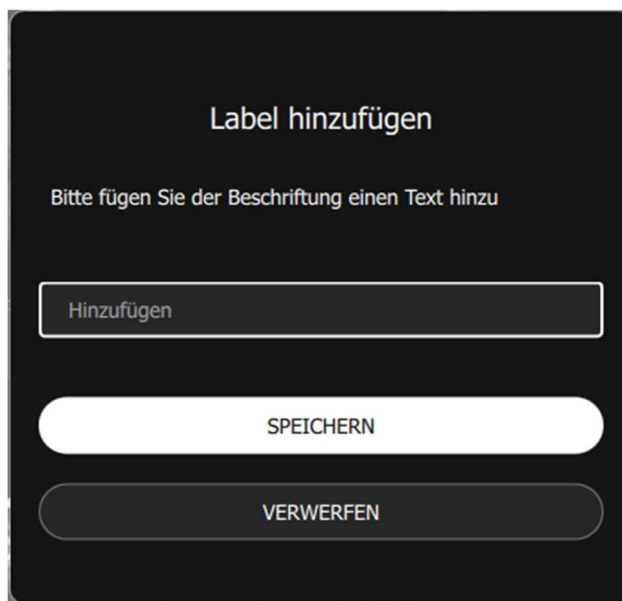 Label hinzufügen
Bitte fügen Sie der Beschriftung einen Text hinzu
Hinzufügen
SPEICHERN
VERWERFEN